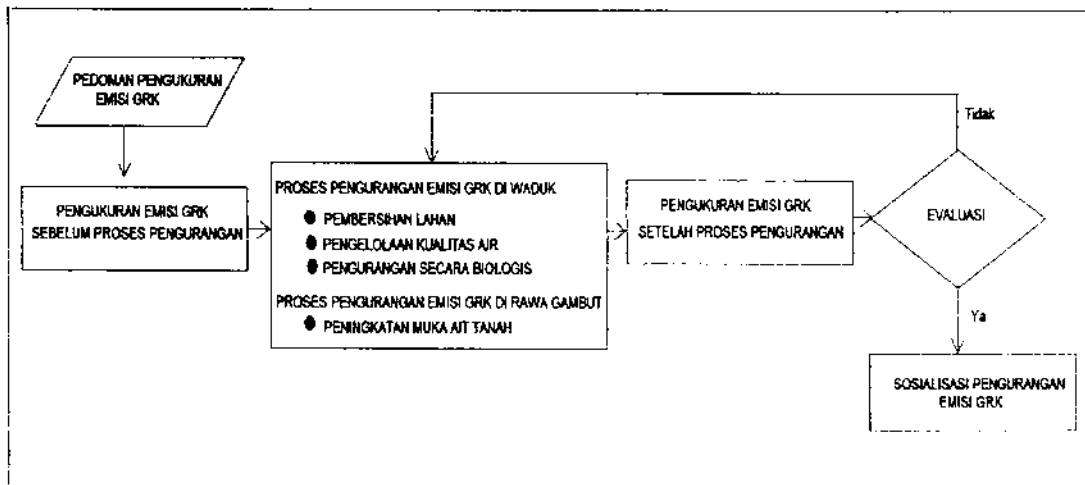 PEDOMAN PENGUKURAN
EMISI GRK
PENGUKURAN EMISI GRK
SEBELUM PROSES PENGURANGAN
PROSES PENGURANGAN EMISI GRK DI WADUK
● PEMBERSIHAN LAHAN
● PENGELOLAAN KUALITAS AIR
● PENGURANGAN SECARA BIOLOGIS
PROSES PENGURANGAN EMISI GRK DI RAWA GAMBUT
● PENINGKATAN MUKA AIT TANAH
PENGUKURAN EMISI GRK
SETELAH PROSES PENGURANGAN
EVALUASI
Tidak
Ya
SOSIALISASI PENGURANGAN
EMISI GRK